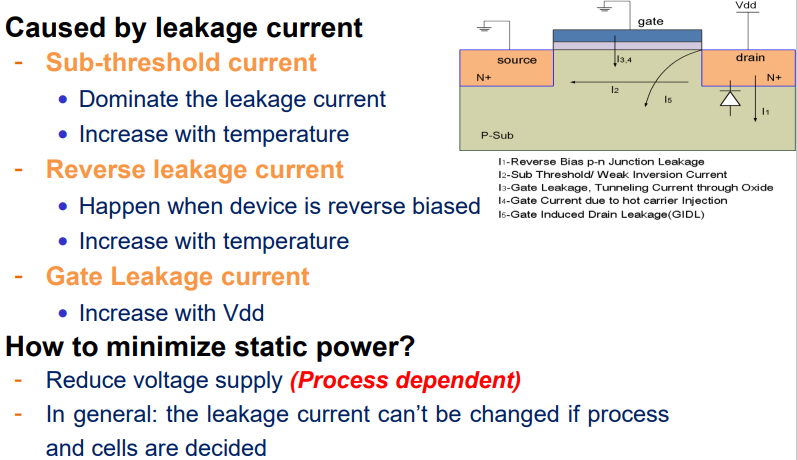 Caused by leakage current
- Sub-threshold current
• Dominate the leakage current
• Increase with temperature
- Reverse leakage current
• Happen when device is reverse biased
• Increase with temperature
- Gate Leakage current
• Increase with Vdd
How to minimize static power?
- Reduce voltage supply (Process dependent)
- In general: the leakage current can't be changed if process
and cells are decided
Vdd
gate
source
drain
I3,4
N+
N+
I2
I5
I1
P-Sub
I1-Reverse Bias p-n Junction Leakage
I2-Sub Threshold/ Weak Inversion Current
I3-Gate Leakage, Tunneling Current through Oxide
I4-Gate Current due to hot carrier Injection
I5-Gate Induced Drain Leakage(GIDL)